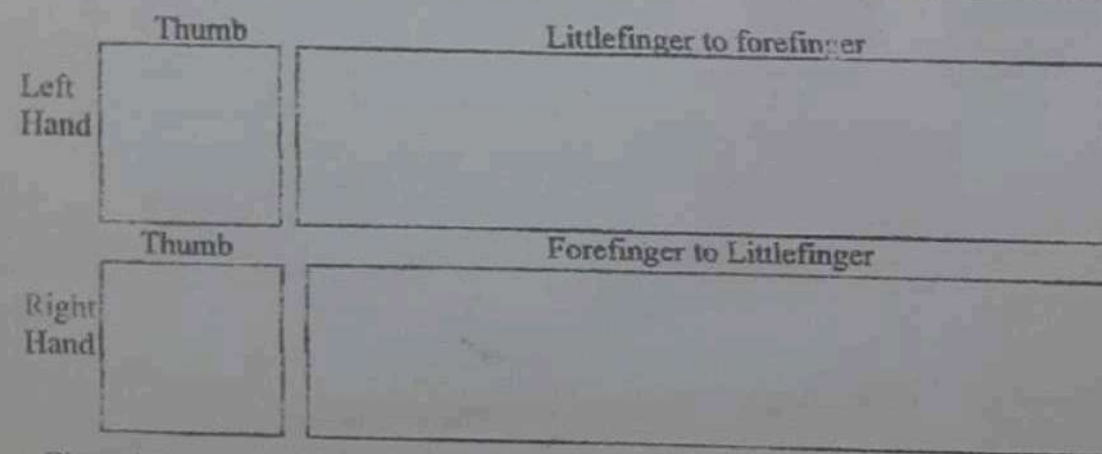 Thumb Littlefinger to forefinger
Left
Hand
Thumb Forefinger to Littlefinger
Right
Hand